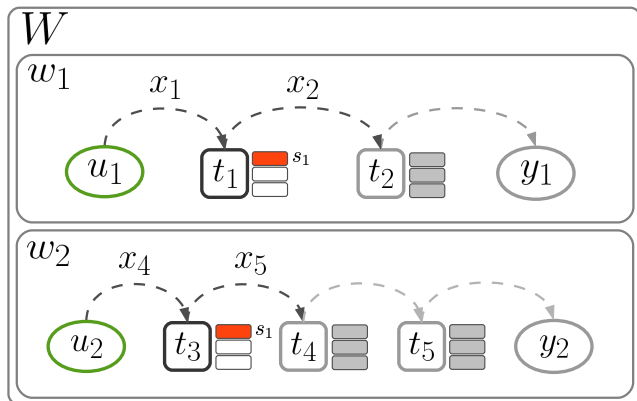 W
w₁
x₁ x₂
u₁ t₁ s₁ t₂ y₁
w₂
x₄ x₅
u₂ t₃ s₁ t₄ t₅ y₂